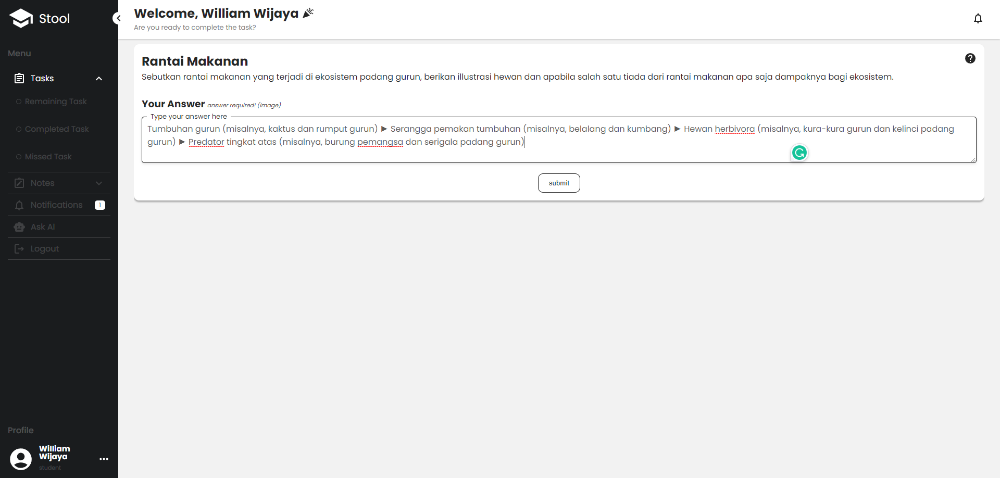 Stool
Menu
Tasks
Remaining Task
Completed Task
Missed Task
Notes
Notifications 1
Ask AI
Logout
Profile
William
Wijaya
student
Welcome, William Wijaya
Are you ready to complete the task?
Rantai Makanan
Sebutkan rantai makanan yang terjadi di ekosistem padang gurun, berikan illustrasi hewan dan apabila salah satu tiada dari rantai makanan apa saja dampaknya bagi ekosistem.
Your Answer answer required! (image)
Type your answer here
Tumbuhan gurun (misalnya, kaktus dan rumput gurun) ► Serangga pemakan tumbuhan (misalnya, belalang dan kumbang) ► Hewan herbivora (misalnya, kura-kura gurun dan kelinci padang
gurun) ► Predator tingkat atas (misalnya, burung pemangsa dan serigala padang gurun)
submit